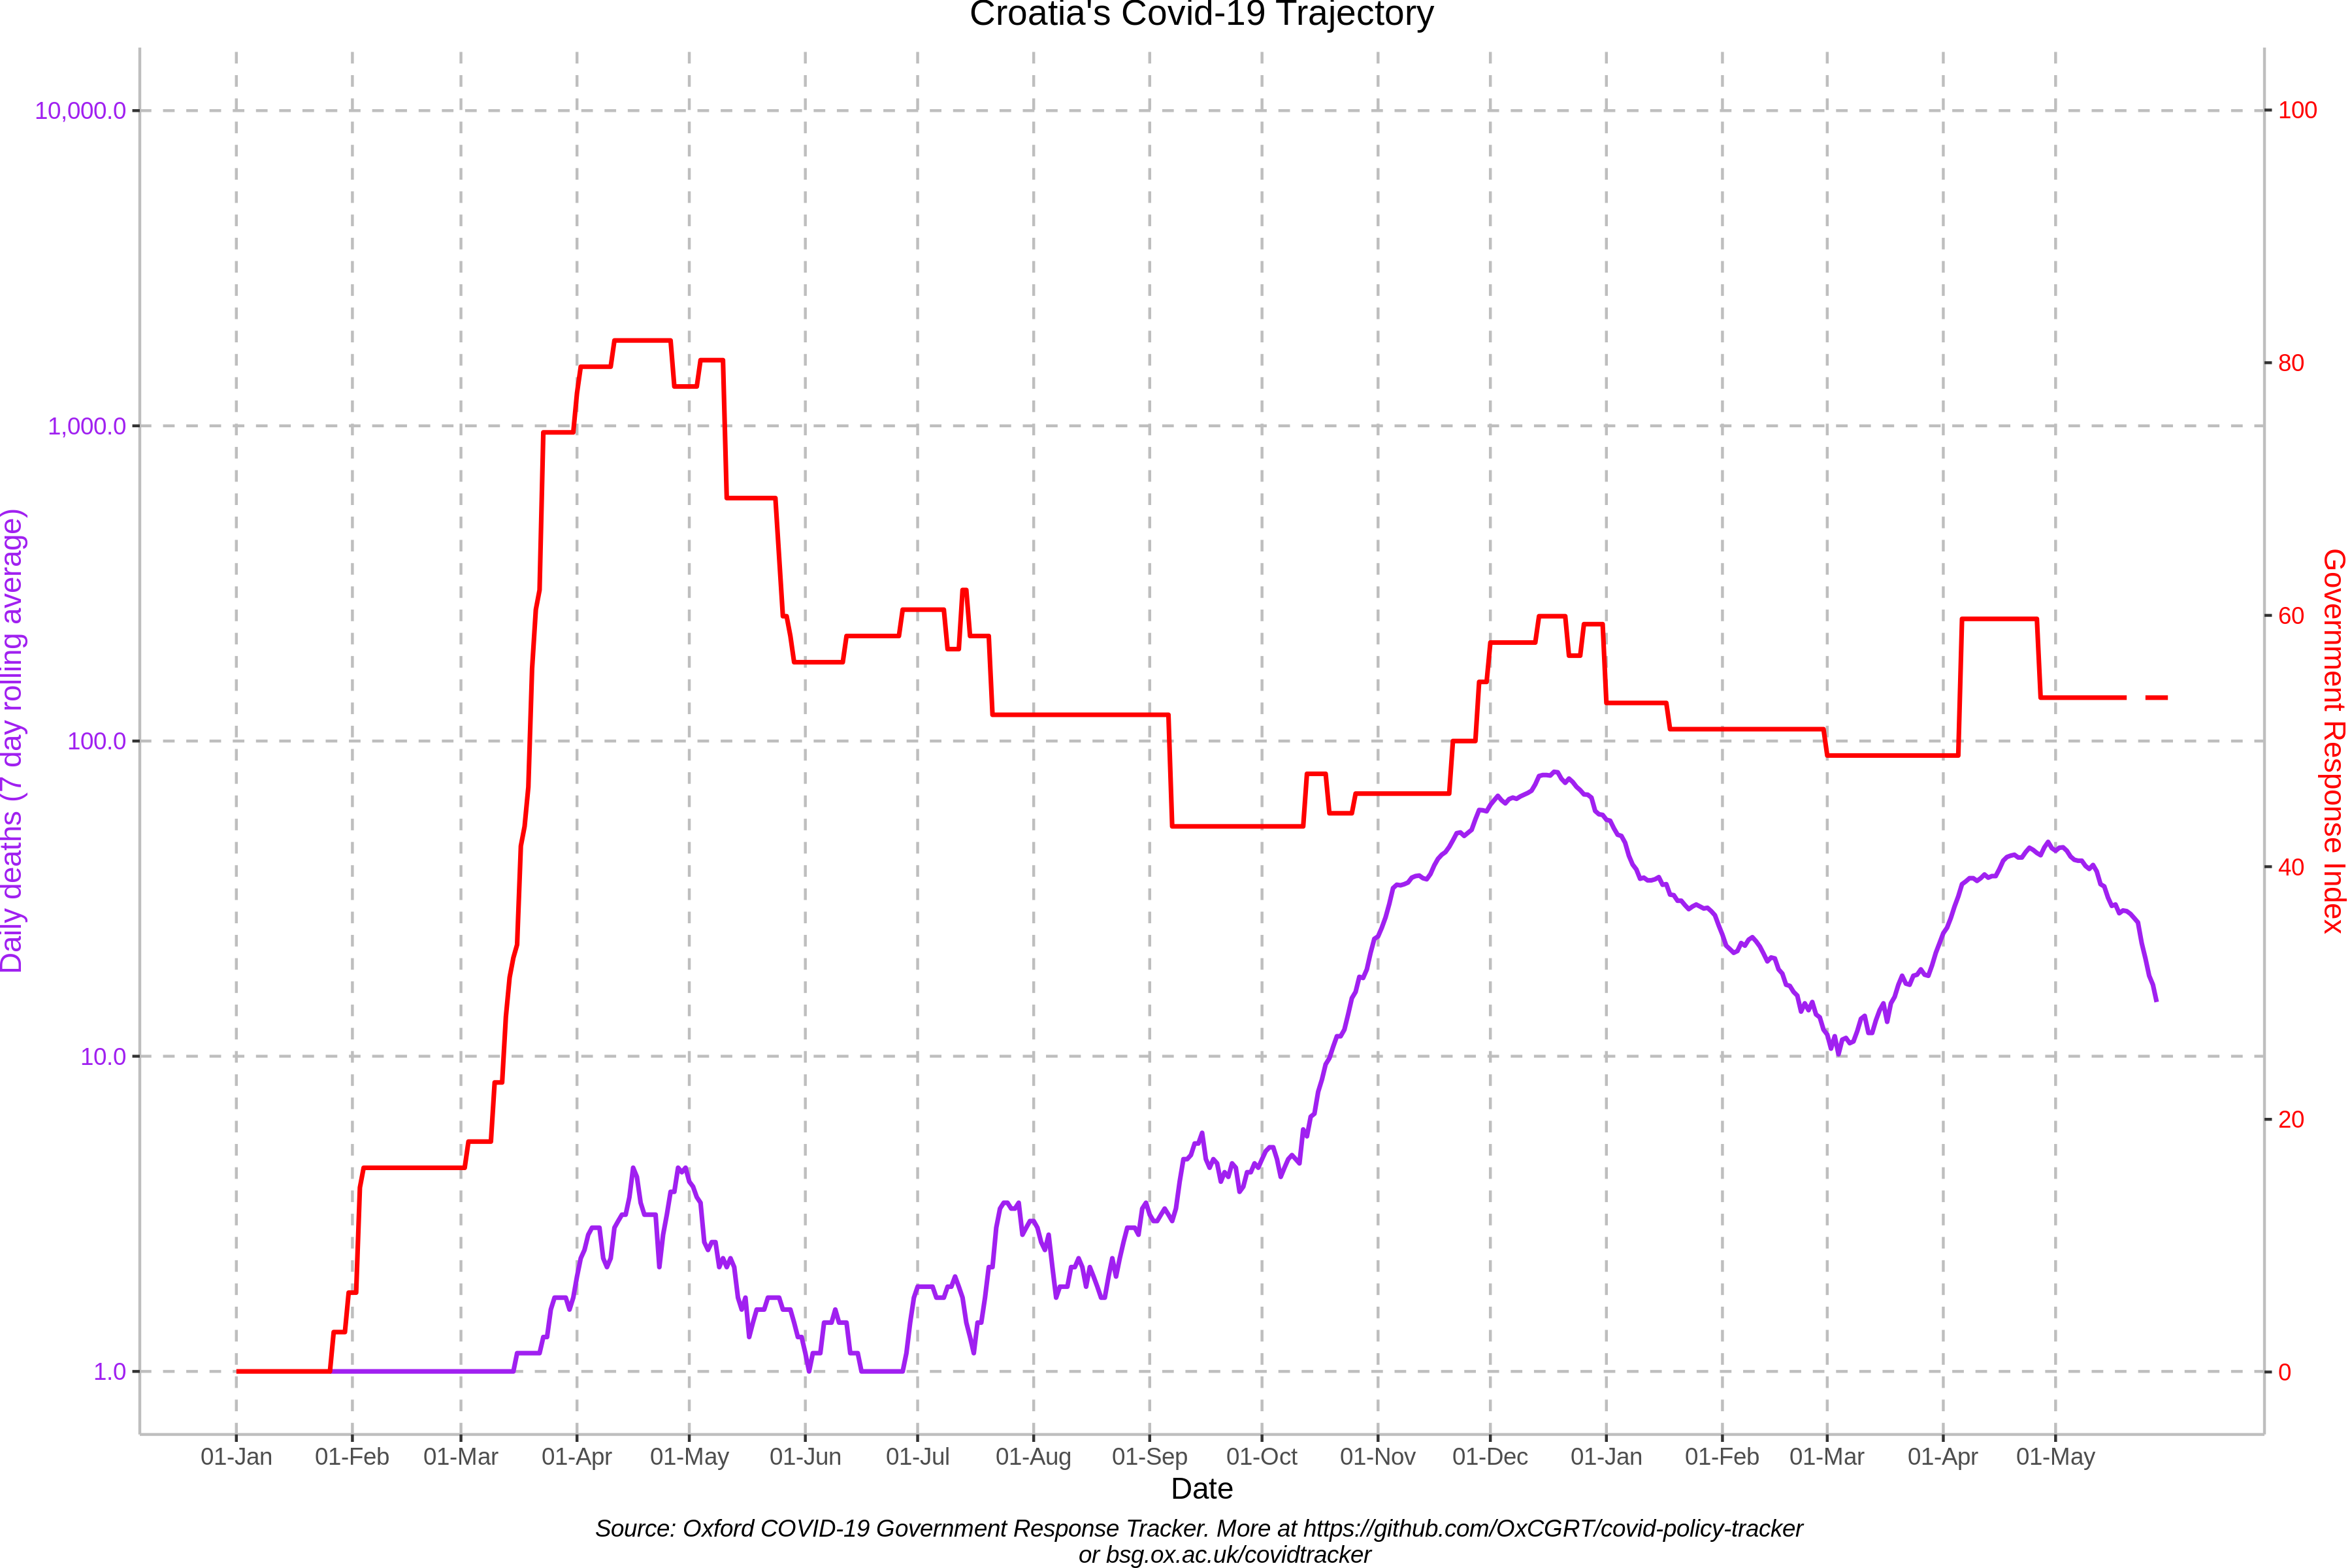 Croatia's Covid-19 Trajectory
10,000.0
1,000.0
100.0
10.0
1.0
Daily deaths (7 day rolling average)
100
80
60
40
20
0
Government Response Index
01-Jan 01-Feb 01-Mar 01-Apr 01-May 01-Jun 01-Jul 01-Aug 01-Sep 01-Oct 01-Nov 01-Dec 01-Jan 01-Feb 01-Mar 01-Apr 01-May
Date
Source: Oxford COVID-19 Government Response Tracker. More at https://github.com/OxCGRT/covid-policy-tracker
or bsg.ox.ac.uk/covidtracker